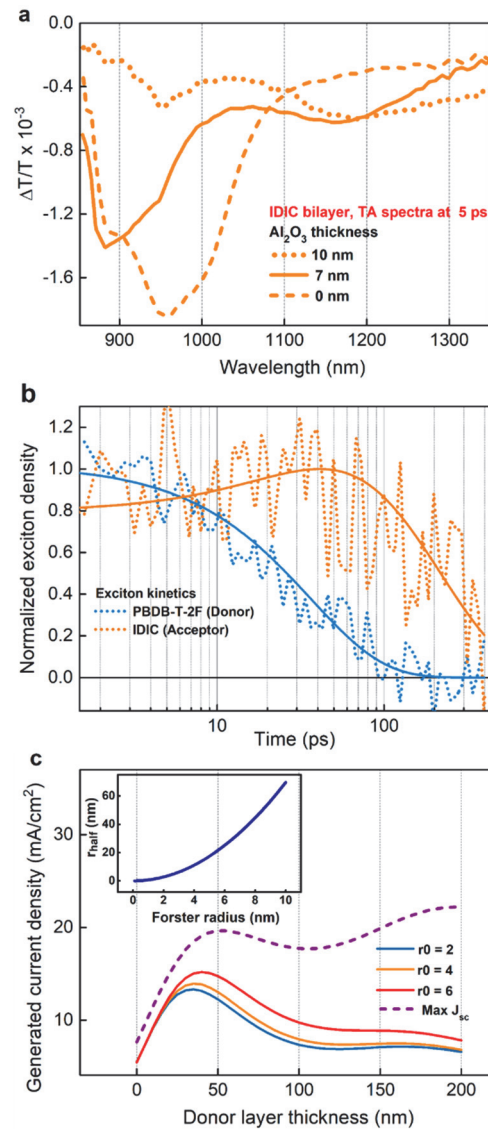 a
0.0
-0.4
-0.8
-1.2
-1.6
ΔT/T x 10⁻³
IDIC bilayer, TA spectra at 5 ps
Al₂O₃ thickness
10 nm
7 nm
0 nm
900 1000 1100 1200 1300
Wavelength (nm)
b
1.2
1.0
0.8
0.6
0.4
0.2
0.0
Normalized exciton density
Exciton kinetics
PBDB-T-2F (Donor)
IDIC (Acceptor)
10 100
Time (ps)
c
30
20
10
Generated current density (mA/cm²)
60
40
20
0
r_half (nm)
0 2 4 6 8 10
Forster radius (nm)
r0 = 2
r0 = 4
r0 = 6
Max J_sc
0 50 100 150 200
Donor layer thickness (nm)